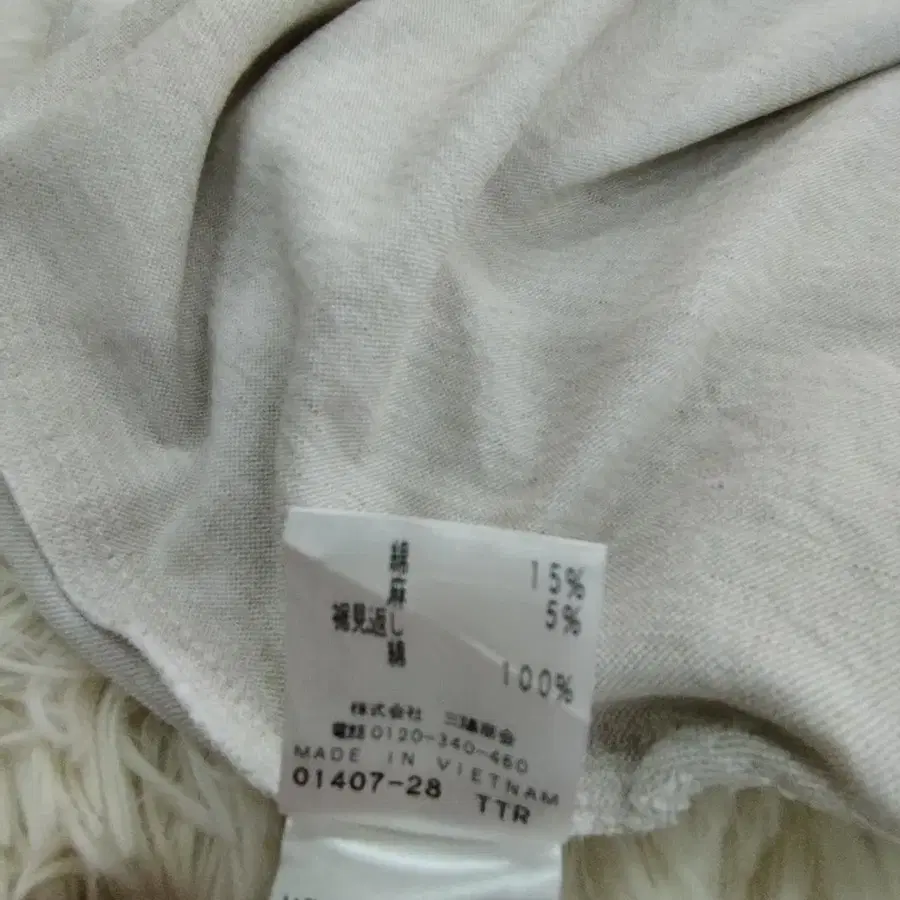 綿 15%
麻 5%
裾見返し
綿 100%
株式会社 三陽商会
電話0120-340-460
MADE IN VIETNAM
01407-28 TTR